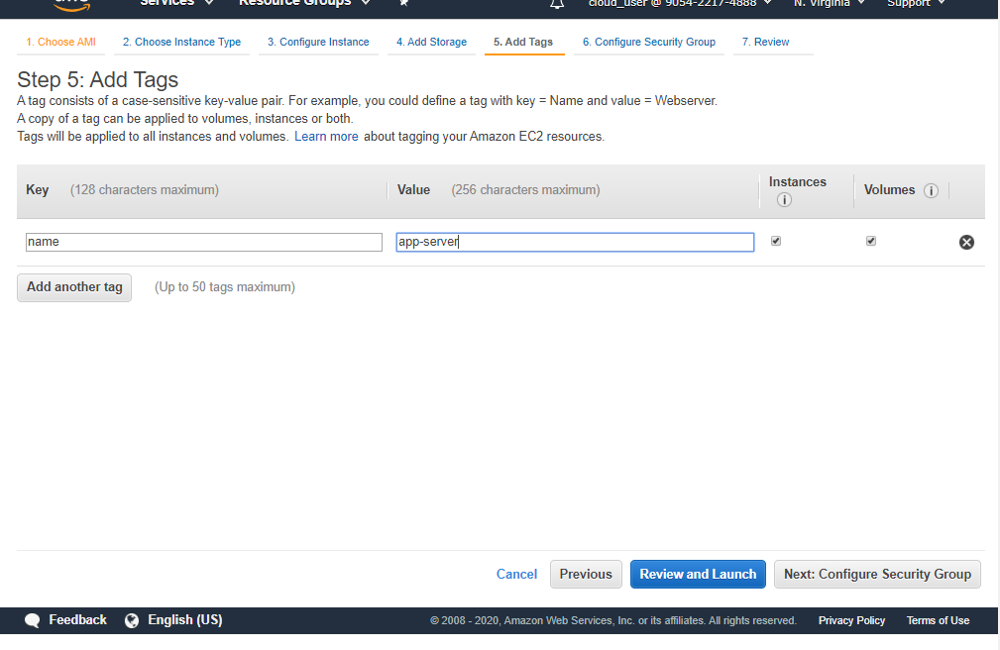 Services Resource Groups cloud_user @ 9054-2217-4888 N. Virginia Support
1. Choose AMI 2. Choose Instance Type 3. Configure Instance 4. Add Storage 5. Add Tags 6. Configure Security Group 7. Review
Step 5: Add Tags
A tag consists of a case-sensitive key-value pair. For example, you could define a tag with key = Name and value = Webserver.
A copy of a tag can be applied to volumes, instances or both.
Tags will be applied to all instances and volumes. Learn more about tagging your Amazon EC2 resources.
Key (128 characters maximum) Value (256 characters maximum) Instances Volumes
name app-server
Add another tag (Up to 50 tags maximum)
Cancel Previous Review and Launch Next: Configure Security Group
Feedback English (US) © 2008 - 2020, Amazon Web Services, Inc. or its affiliates. All rights reserved. Privacy Policy Terms of Use